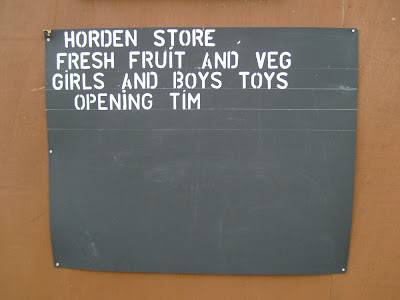 HORDEN STORE
FRESH FRUIT AND VEG
GIRLS AND BOYS TOYS
OPENING TIM